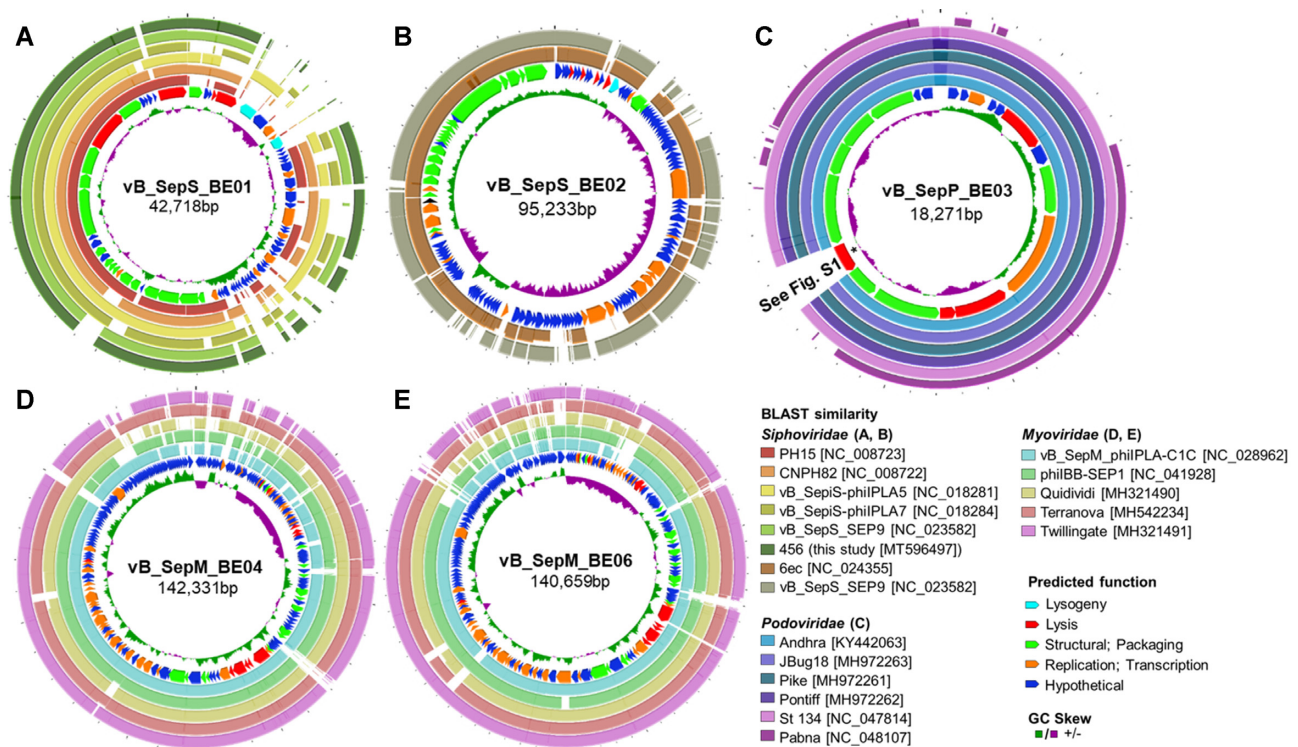 A
vB_SepS_BE01
42,718bp
B
vB_SepS_BE02
95,233bp
C
vB_SepP_BE03
18,271bp
*
See Fig. S1
D
vB_SepM_BE04
142,331bp
E
vB_SepM_BE06
140,659bp
BLAST similarity
Siphoviridae (A, B)
PH15 [NC_008723]
CNPH82 [NC_008722]
vB_SepiS-phiIPLA5 [NC_018281]
vB_SepiS-phiIPLA7 [NC_018284]
vB_SepS_SEP9 [NC_023582]
456 (this study [MT596497])
6ec [NC_024355]
vB_SepS_SEP9 [NC_023582]
Podoviridae (C)
Andhra [KY442063]
JBug18 [MH972263]
Pike [MH972261]
Pontiff [MH972262]
St 134 [NC_047814]
Pabna [NC_048107]
Myoviridae (D, E)
vB_SepM_phiIPLA-C1C [NC_028962]
phiIBB-SEP1 [NC_041928]
Quidividi [MH321490]
Terranova [MH542234]
Twillingate [MH321491]
Predicted function
Lysogeny
Lysis
Structural; Packaging
Replication; Transcription
Hypothetical
GC Skew
/ +/-